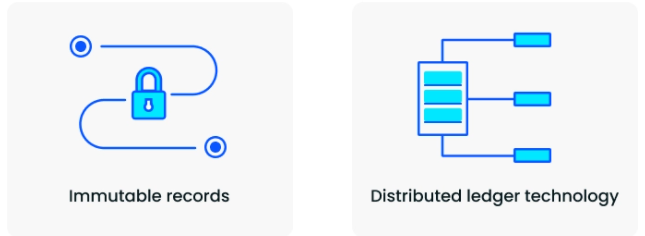 Immutable records
Distributed ledger technology